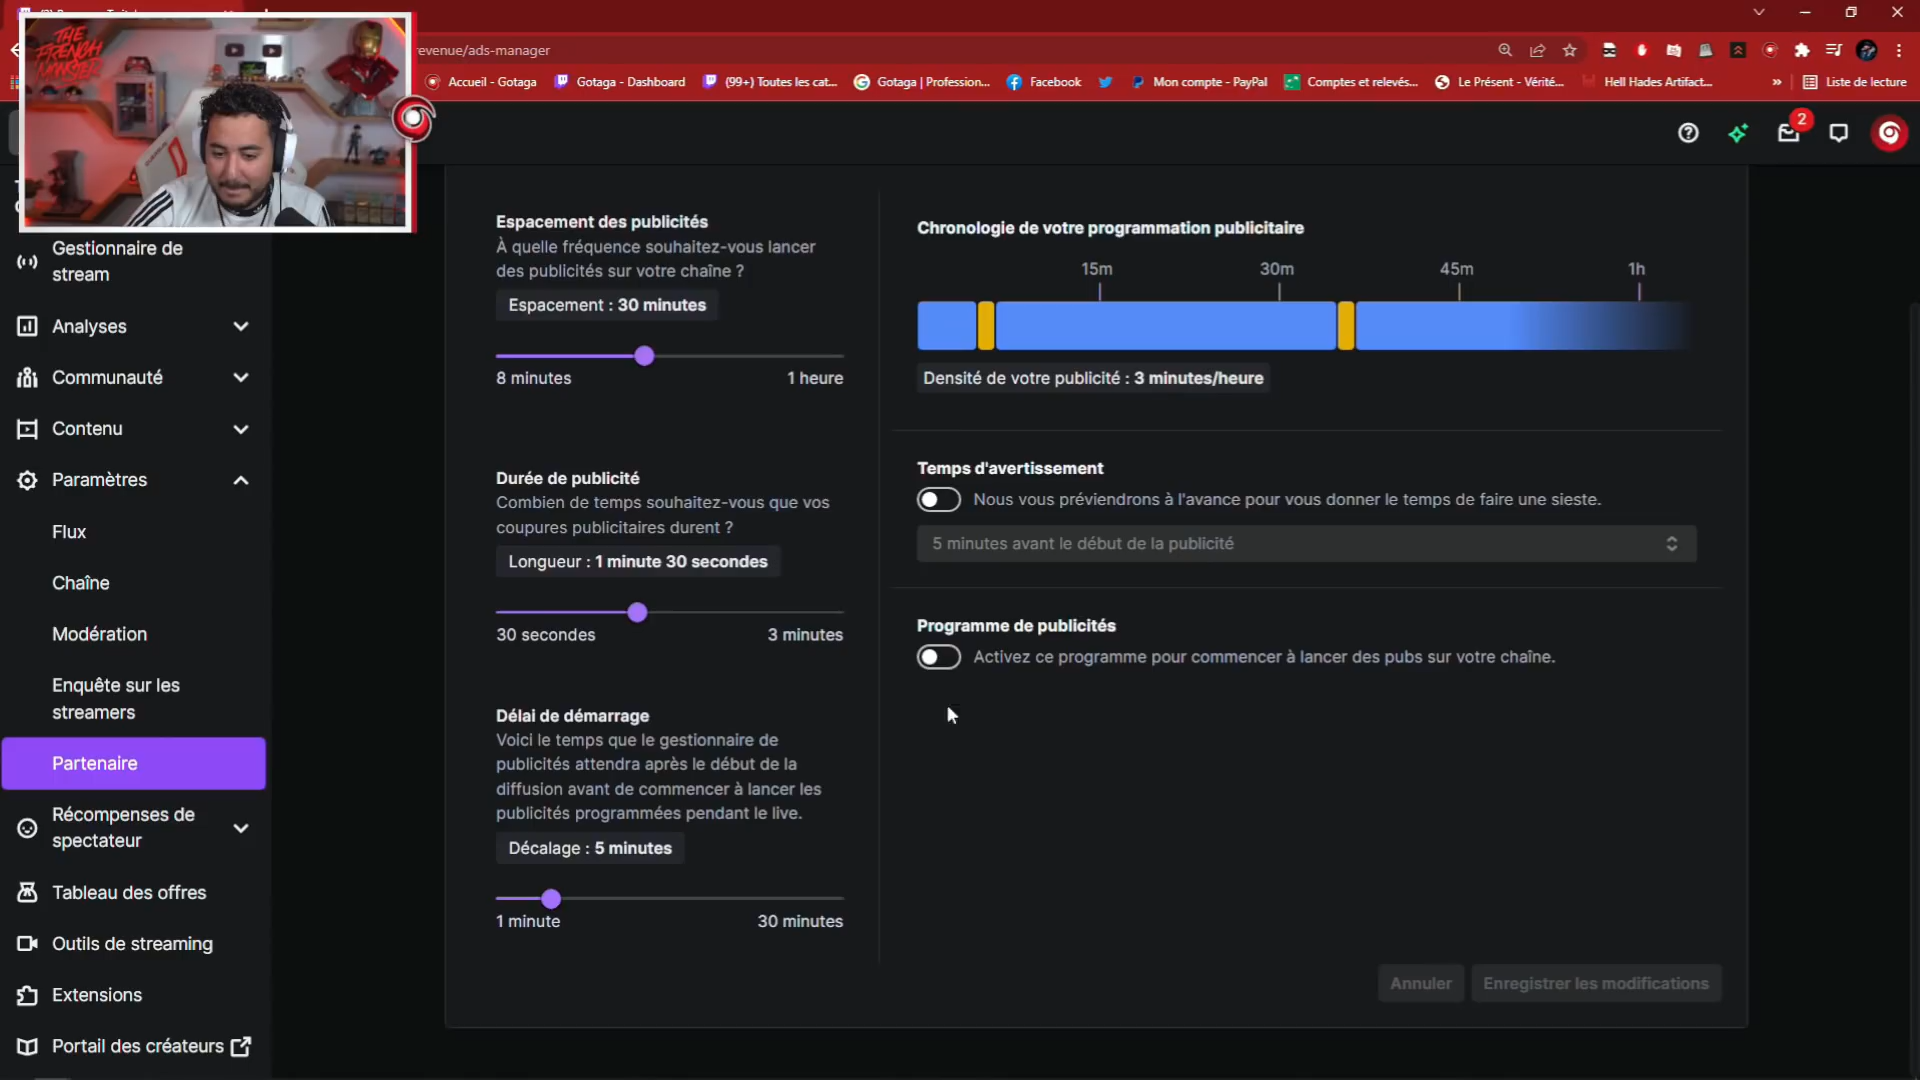 THE
FRENCH
MONSTER
evenue/ads-manager
Accueil - Gotaga
Gotaga - Dashboard
(99+) Toutes les cat...
Gotaga | Profession...
Facebook
Mon compte - PayPal
Comptes et relevés...
Le Présent - Vérité...
Hell Hades Artifact...
»
Liste de lecture
2
Gestionnaire de
stream
Analyses
Communauté
Contenu
Paramètres
Flux
Chaîne
Modération
Enquête sur les
streamers
Partenaire
Récompenses de
spectateur
Tableau des offres
Outils de streaming
Extensions
Portail des créateurs
Espacement des publicités
À quelle fréquence souhaitez-vous lancer
des publicités sur votre chaîne ?
Espacement : 30 minutes
8 minutes
1 heure
Durée de publicité
Combien de temps souhaitez-vous que vos
coupures publicitaires durent ?
Longueur : 1 minute 30 secondes
30 secondes
3 minutes
Délai de démarrage
Voici le temps que le gestionnaire de
publicités attendra après le début de la
diffusion avant de commencer à lancer les
publicités programmées pendant le live.
Décalage : 5 minutes
1 minute
30 minutes
Chronologie de votre programmation publicitaire
15m
30m
45m
1h
Densité de votre publicité : 3 minutes/heure
Temps d'avertissement
Nous vous préviendrons à l'avance pour vous donner le temps de faire une sieste.
5 minutes avant le début de la publicité
Programme de publicités
Activez ce programme pour commencer à lancer des pubs sur votre chaîne.
Annuler
Enregistrer les modifications